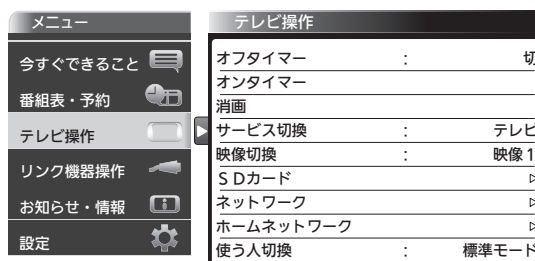 メニュー
今すぐできること
番組表・予約
テレビ操作
リンク機器操作
お知らせ・情報
設定
テレビ操作
オフタイマー : 切
オンタイマー
消画
サービス切換 : テレビ
映像切換 : 映像1
SDカード
ネットワーク
ホームネットワーク
使う人切換 : 標準モード